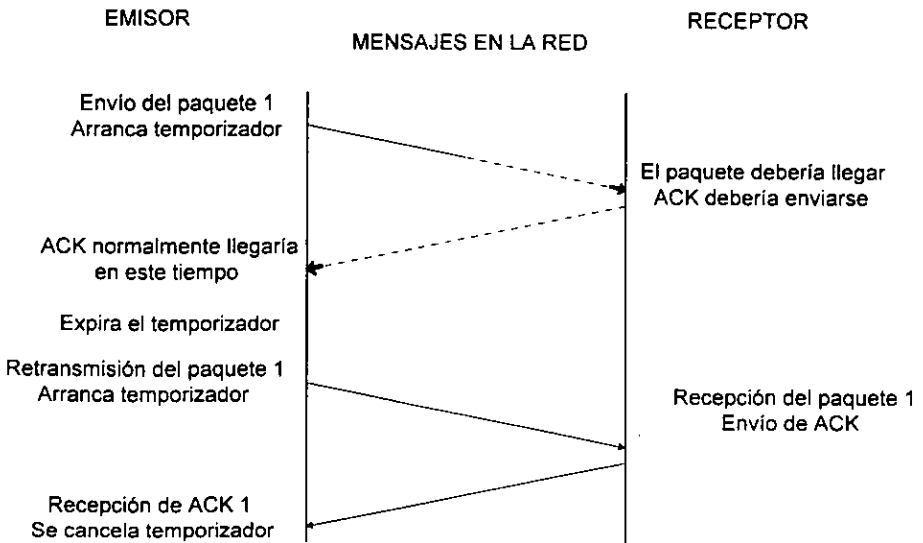 EMISOR
MENSAJES EN LA RED
RECEPTOR
Envío del paquete 1
Arranca temporizador
El paquete debería llegar
ACK debería enviarse
ACK normalmente llegaría
en este tiempo
Expira el temporizador
Retransmisión del paquete 1
Arranca temporizador
Recepción del paquete 1
Envío de ACK
Recepción de ACK 1
Se cancela temporizador